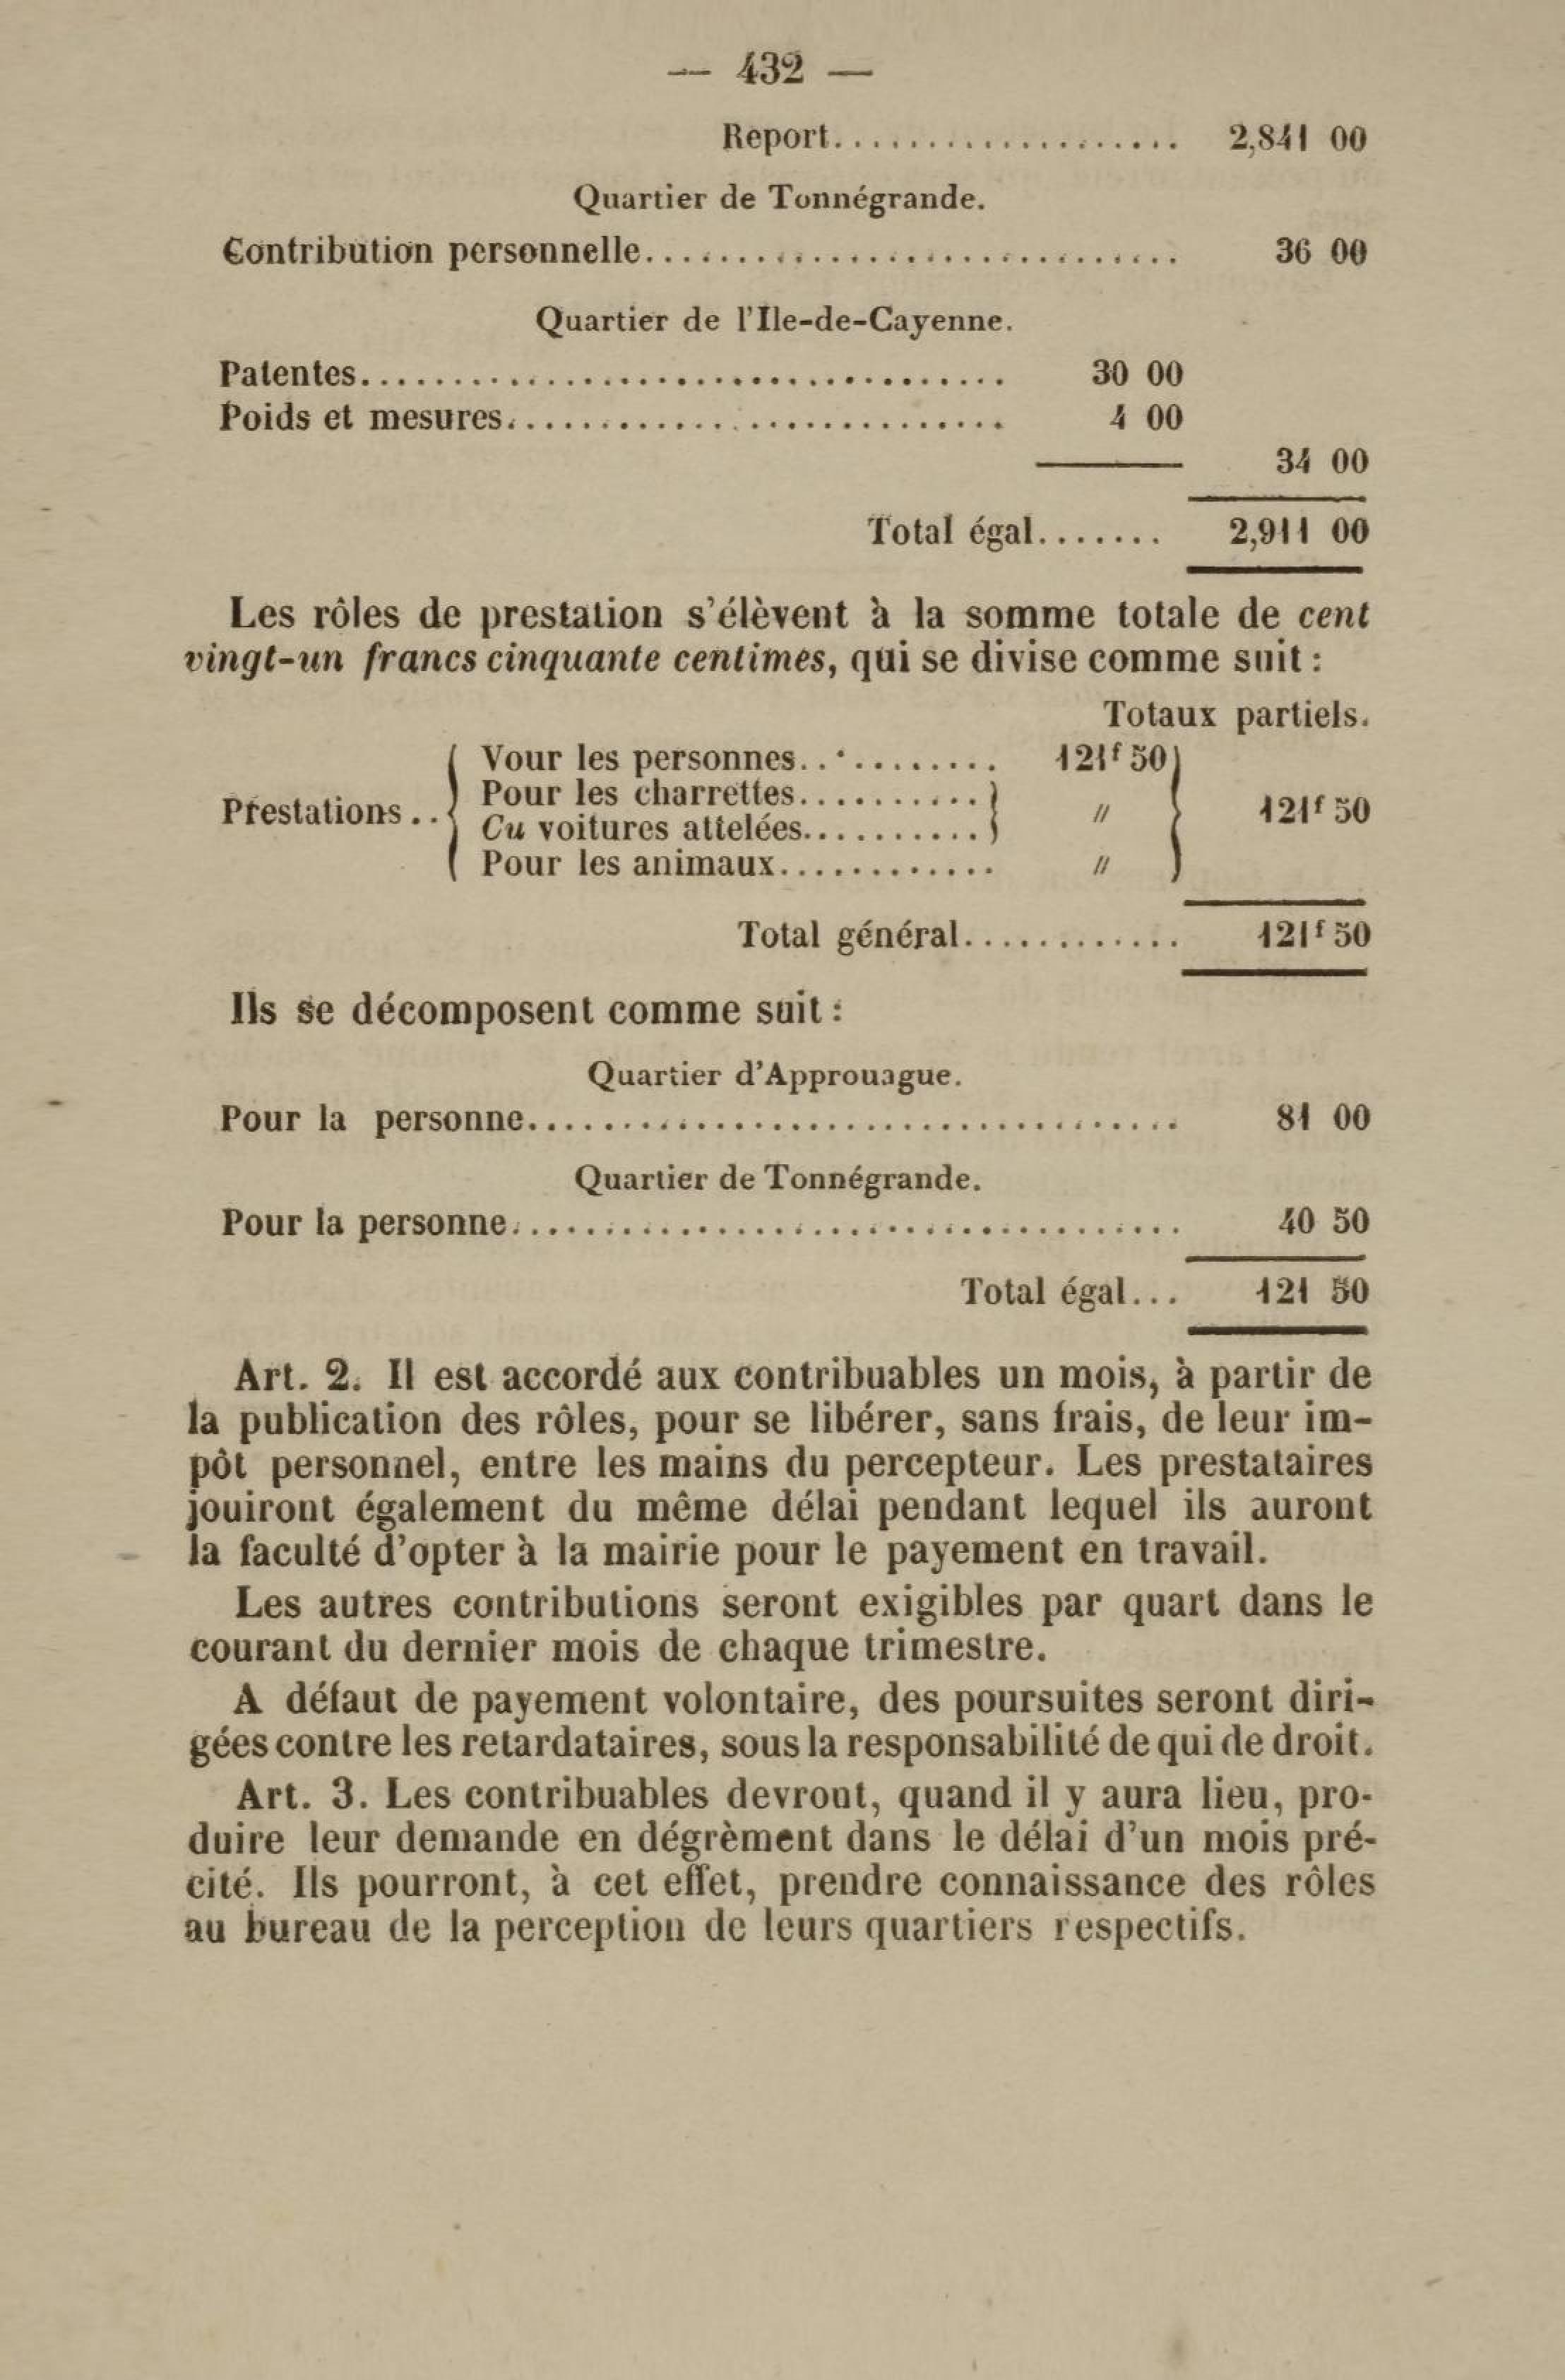 — 432 —
Report................... 2,841 00
Quartier de Tonnégrande.
Contribution personnelle............................. 36 00
Quartier de l'Ile-de-Cayenne.
Patentes................................... 30 00
Poids et mesures........................... 4 00
34 00
Total égal....... 2,911 00
Les rôles de prestation s'élèvent à la somme totale de cent
vingt-un francs cinquante centimes, qui se divise comme suit :
Totaux partiels.
Vour les personnes........... 121f 50
Pour les charrettes..........
Prestations .. " 121f 50
Cu voitures attelées..........
Pour les animaux............ "
Total général............ 121f 50
Ils se décomposent comme suit :
Quartier d'Approuague.
Pour la personne................................... 81 00
Quartier de Tonnégrande.
Pour la personne.................................... 40 50
Total égal... 121 50
Art. 2. Il est accordé aux contribuables un mois, à partir de
la publication des rôles, pour se libérer, sans frais, de leur im-
pôt personnel, entre les mains du percepteur. Les prestataires
jouiront également du même délai pendant lequel ils auront
la faculté d'opter à la mairie pour le payement en travail.
Les autres contributions seront exigibles par quart dans le
courant du dernier mois de chaque trimestre.
A défaut de payement volontaire, des poursuites seront diri-
gées contre les retardataires, sous la responsabilité de qui de droit.
Art. 3. Les contribuables devront, quand il y aura lieu, pro-
duire leur demande en dégrèvement dans le délai d'un mois pré-
cité. Ils pourront, à cet effet, prendre connaissance des rôles
au bureau de la perception de leurs quartiers respectifs.